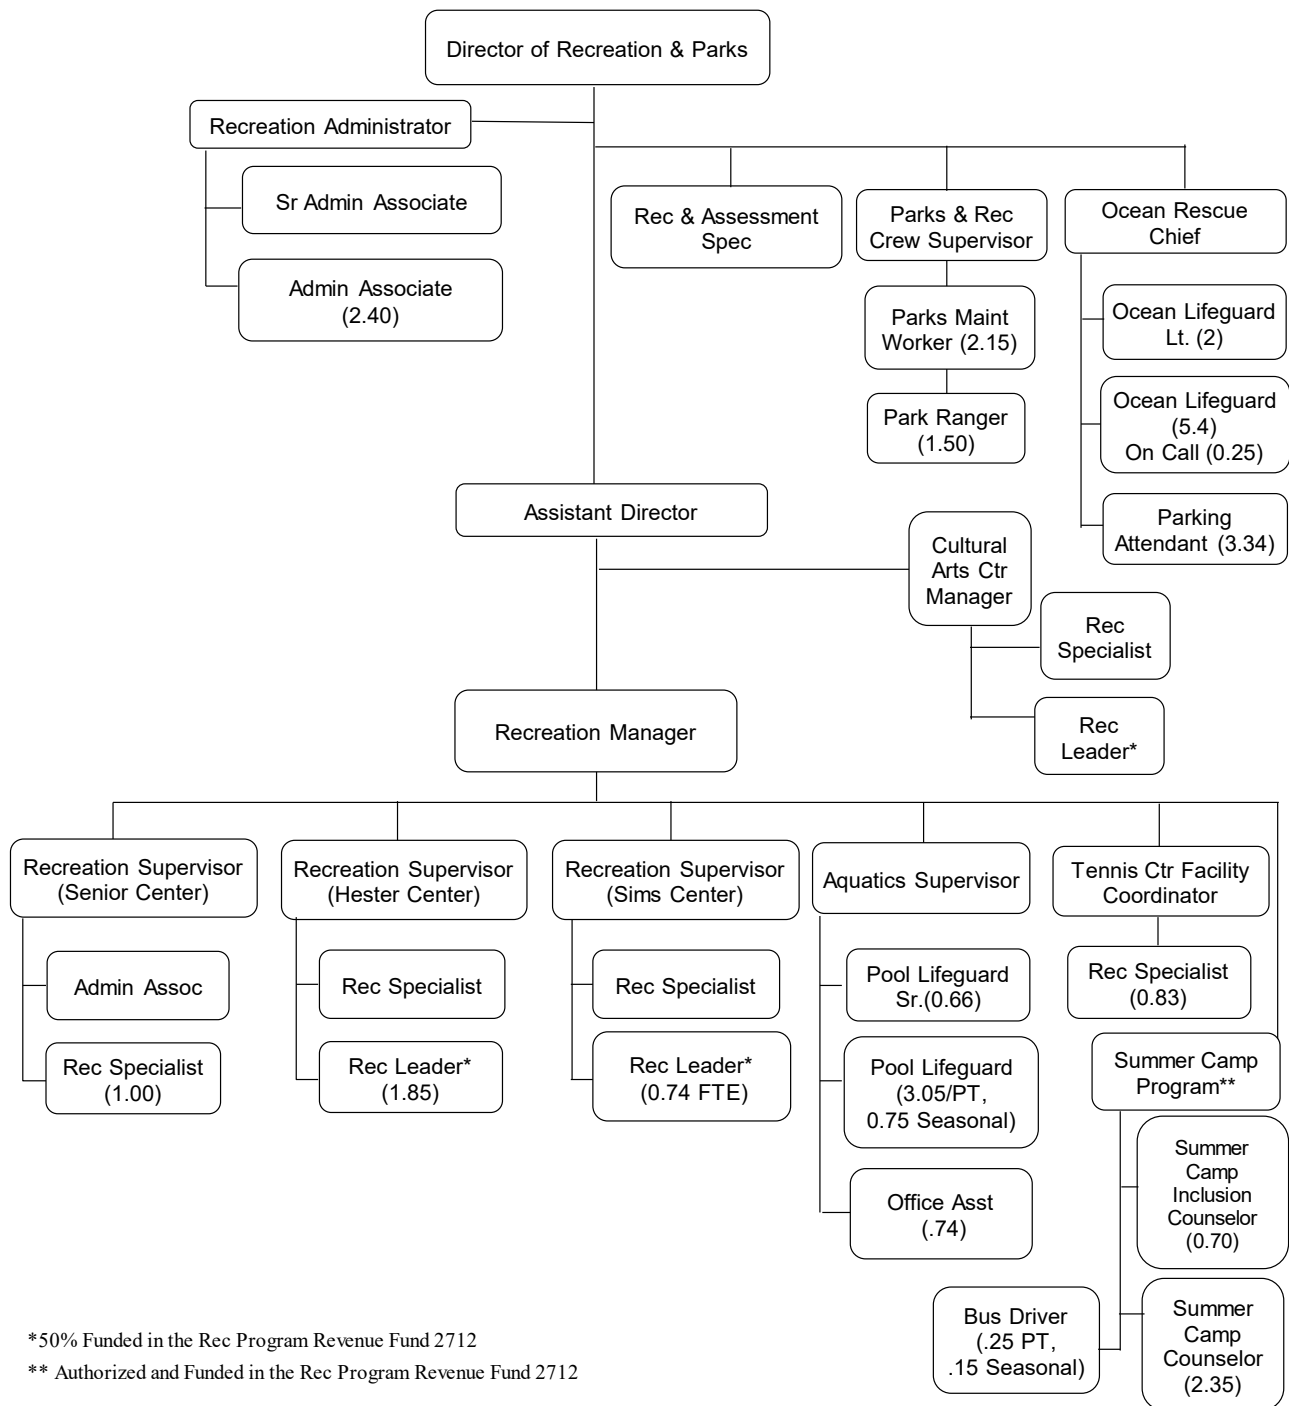 Director of Recreation & Parks
Recreation Administrator
Sr Admin Associate
Admin Associate
(2.40)
Rec & Assessment
Spec
Parks & Rec
Crew Supervisor
Parks Maint
Worker (2.15)
Park Ranger
(1.50)
Ocean Rescue
Chief
Ocean Lifeguard
Lt. (2)
Ocean Lifeguard
(5.4)
On Call (0.25)
Parking
Attendant (3.34)
Assistant Director
Cultural
Arts Ctr
Manager
Rec
Specialist
Rec
Leader*
Recreation Manager
Recreation Supervisor
(Senior Center)
Admin Assoc
Rec Specialist
(1.00)
Recreation Supervisor
(Hester Center)
Rec Specialist
Rec Leader*
(1.85)
Recreation Supervisor
(Sims Center)
Rec Specialist
Rec Leader*
(0.74 FTE)
Aquatics Supervisor
Pool Lifeguard
Sr.(0.66)
Pool Lifeguard
(3.05/PT,
0.75 Seasonal)
Office Asst
(.74)
Tennis Ctr Facility
Coordinator
Rec Specialist
(0.83)
Summer Camp
Program**
Summer
Camp
Inclusion
Counselor
(0.70)
Bus Driver
(.25 PT,
.15 Seasonal)
Summer
Camp
Counselor
(2.35)
*50% Funded in the Rec Program Revenue Fund 2712
** Authorized and Funded in the Rec Program Revenue Fund 2712